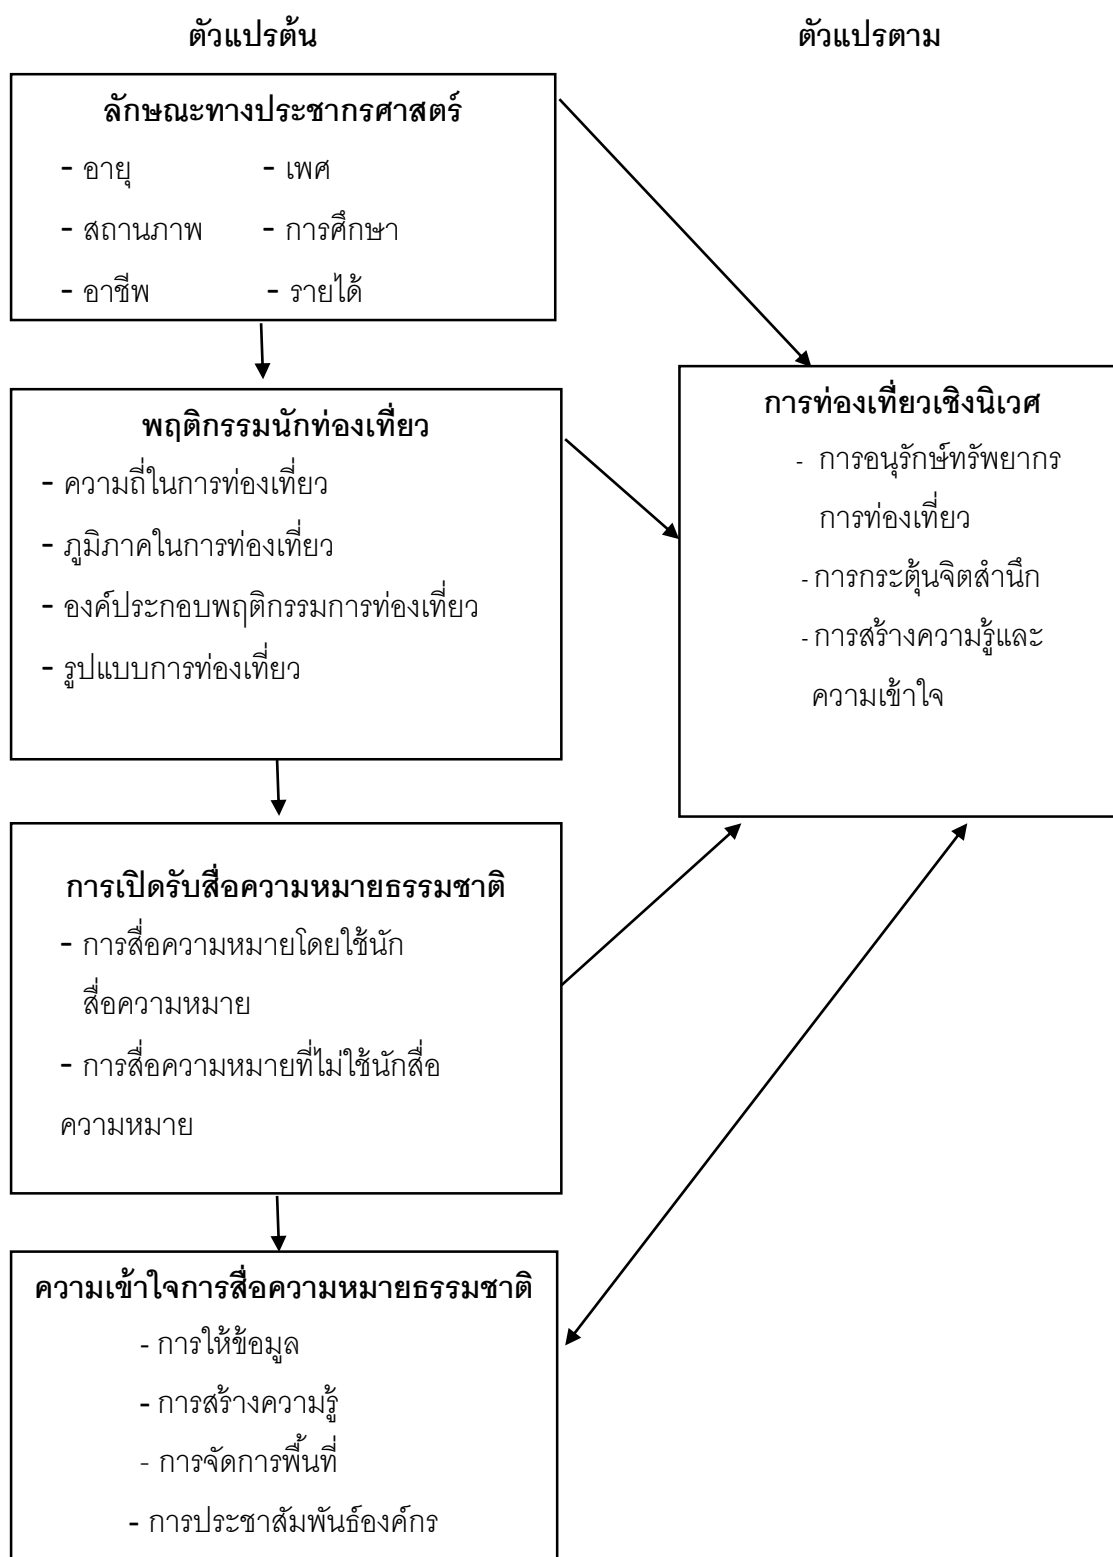 ตัวแปรต้น
ตัวแปรตาม
ลักษณะทางประชากรศาสตร์
- อายุ - เพศ
- สถานภาพ - การศึกษา
- อาชีพ - รายได้
พฤติกรรมนักท่องเที่ยว
- ความถี่ในการท่องเที่ยว
- ภูมิภาคในการท่องเที่ยว
- องค์ประกอบพฤติกรรมการท่องเที่ยว
- รูปแบบการท่องเที่ยว
การท่องเที่ยวเชิงนิเวศ
- การอนุรักษ์ทรัพยากร
การท่องเที่ยว
- การกระตุ้นจิตสำนึก
- การสร้างความรู้และ
ความเข้าใจ
การเปิดรับสื่อความหมายธรรมชาติ
- การสื่อความหมายโดยใช้นัก
สื่อความหมาย
- การสื่อความหมายที่ไม่ใช้นักสื่อ
ความหมาย
ความเข้าใจการสื่อความหมายธรรมชาติ
- การให้ข้อมูล
- การสร้างความรู้
- การจัดการพื้นที่
- การประชาสัมพันธ์องค์กร